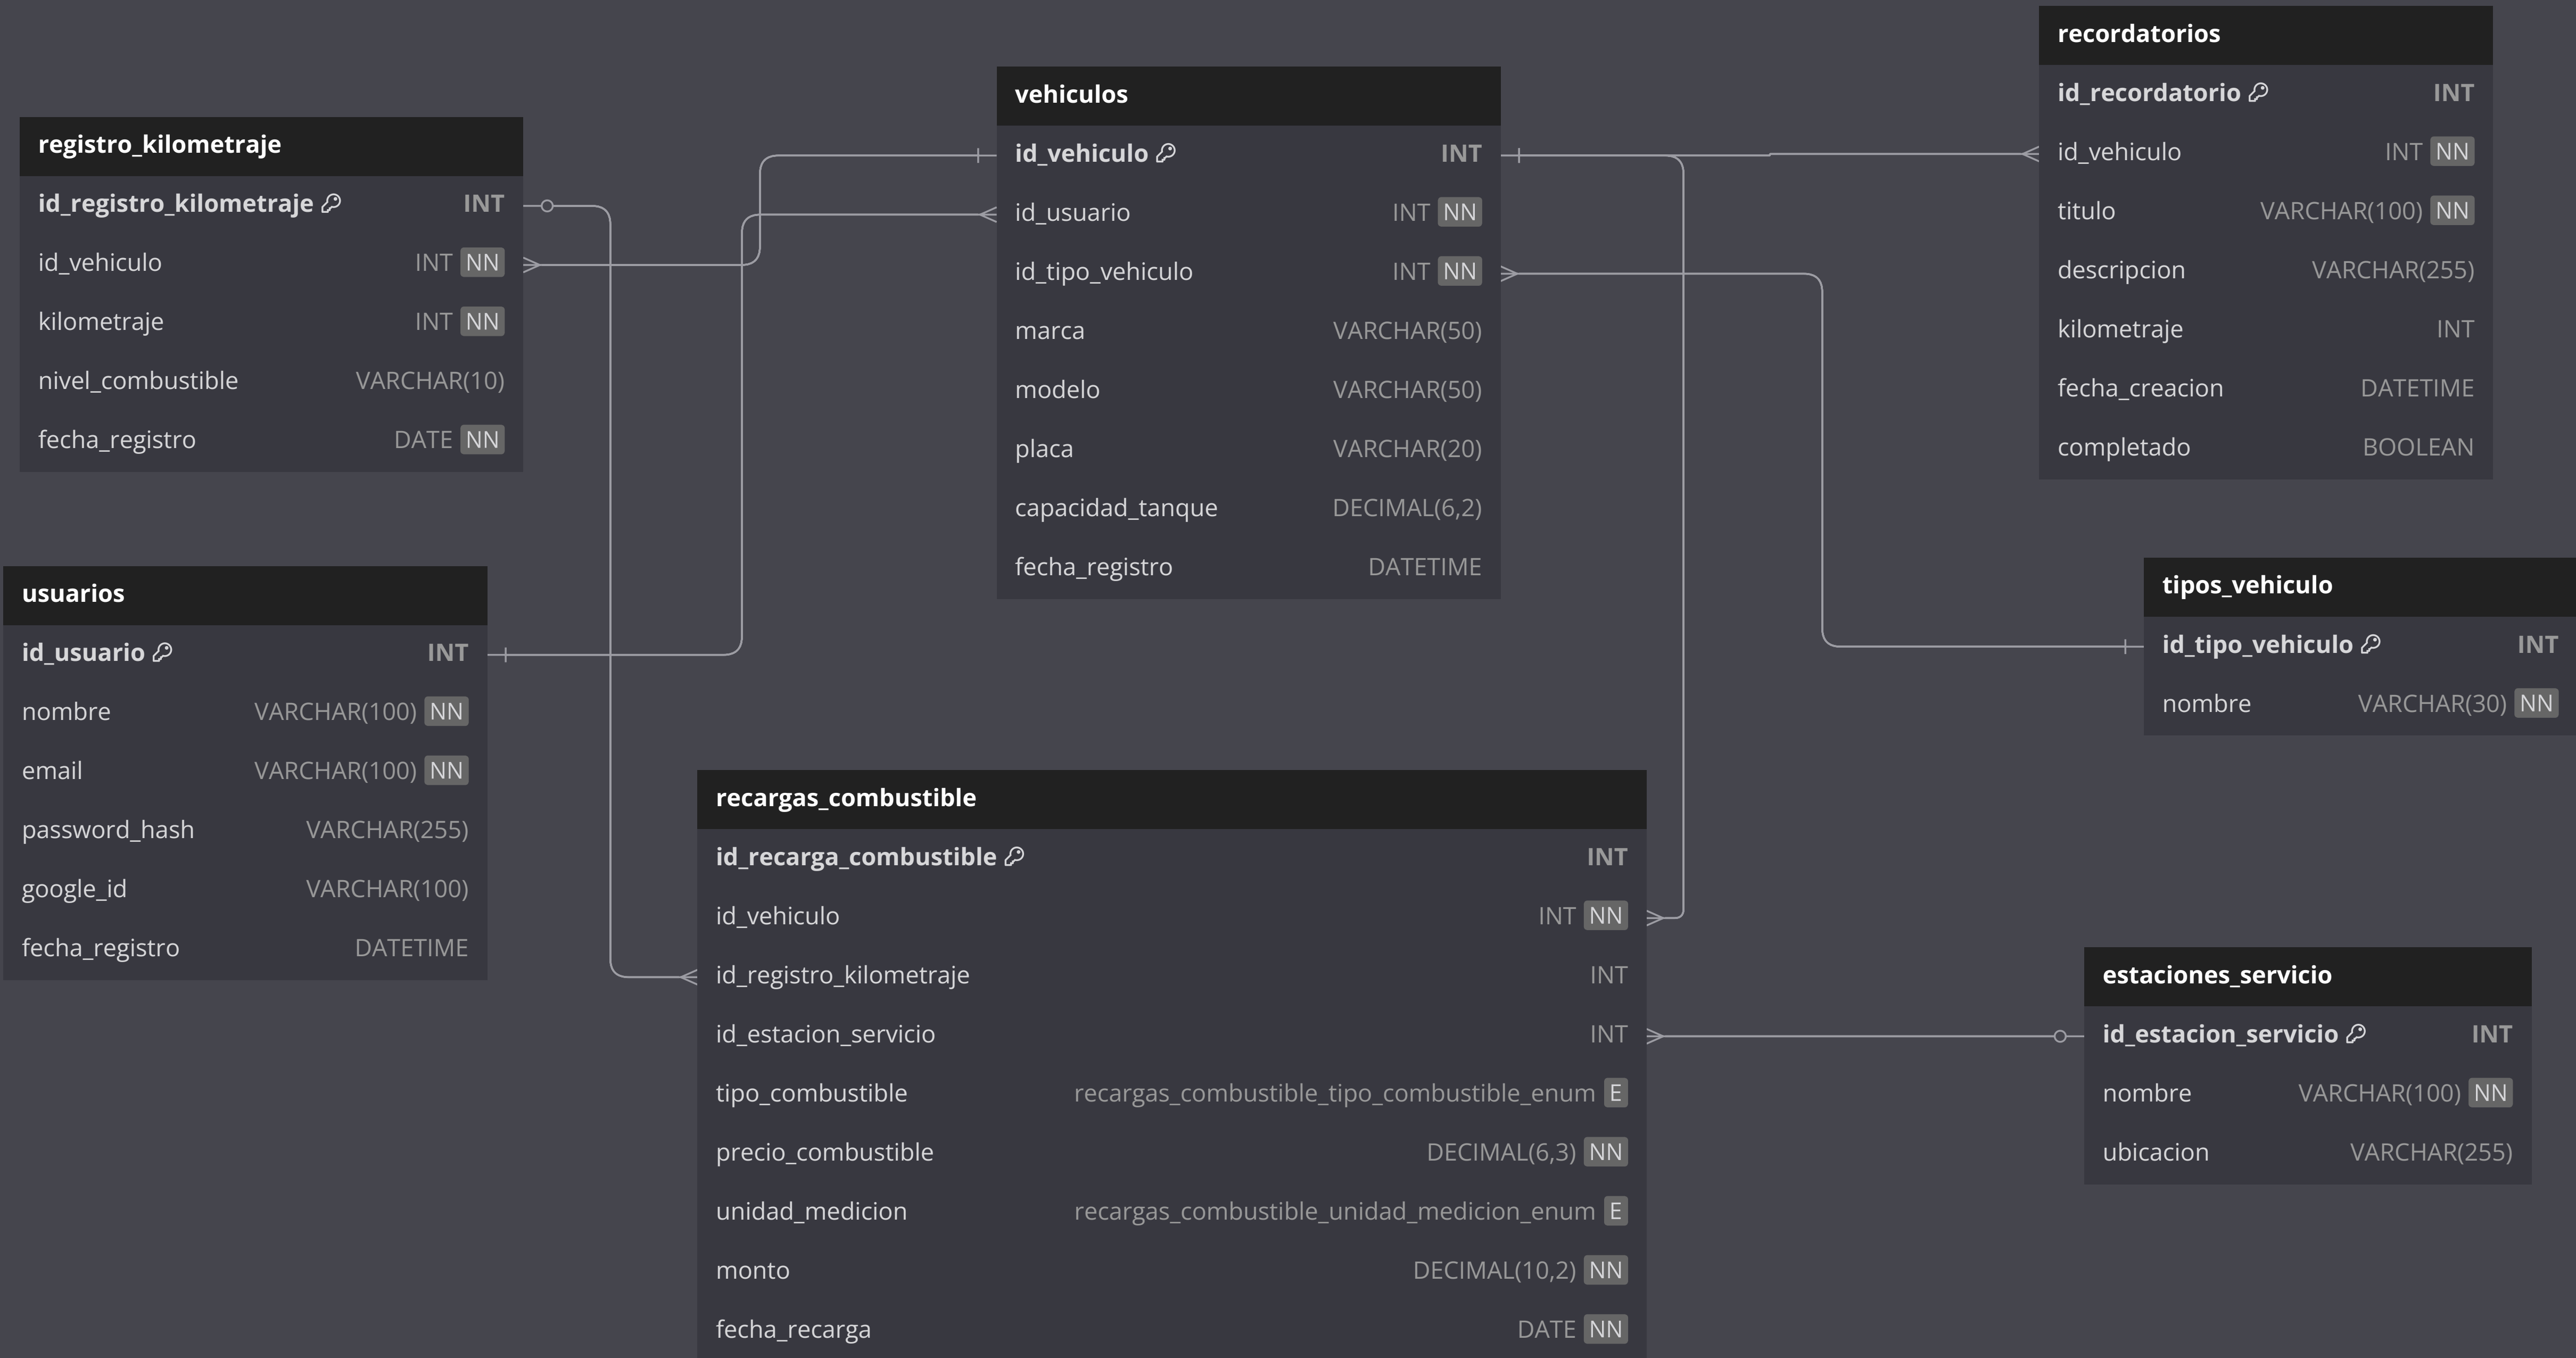 registro_kilometraje
id_registro_kilometraje INT
id_vehiculo INT NN
kilometraje INT NN
nivel_combustible VARCHAR(10)
fecha_registro DATE NN
usuarios
id_usuario INT
nombre VARCHAR(100) NN
email VARCHAR(100) NN
password_hash VARCHAR(255)
google_id VARCHAR(100)
fecha_registro DATETIME
vehiculos
id_vehiculo INT
id_usuario INT NN
id_tipo_vehiculo INT NN
marca VARCHAR(50)
modelo VARCHAR(50)
placa VARCHAR(20)
capacidad_tanque DECIMAL(6,2)
fecha_registro DATETIME
recargas_combustible
id_recarga_combustible INT
id_vehiculo INT NN
id_registro_kilometraje INT
id_estacion_servicio INT
tipo_combustible recargas_combustible_tipo_combustible_enum E
precio_combustible DECIMAL(6,3) NN
unidad_medicion recargas_combustible_unidad_medicion_enum E
monto DECIMAL(10,2) NN
fecha_recarga DATE NN
recordatorios
id_recordatorio INT
id_vehiculo INT NN
titulo VARCHAR(100) NN
descripcion VARCHAR(255)
kilometraje INT
fecha_creacion DATETIME
completado BOOLEAN
tipos_vehiculo
id_tipo_vehiculo INT
nombre VARCHAR(30) NN
estaciones_servicio
id_estacion_servicio INT
nombre VARCHAR(100) NN
ubicacion VARCHAR(255)